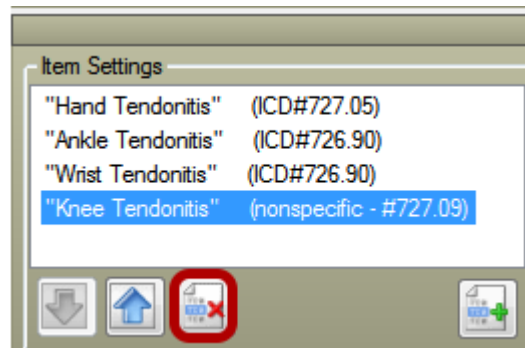 Item Settings
"Hand Tendonitis" (ICD#727.05)
"Ankle Tendonitis" (ICD#726.90)
"Wrist Tendonitis" (ICD#726.90)
"Knee Tendonitis" (nonspecific - #727.09)